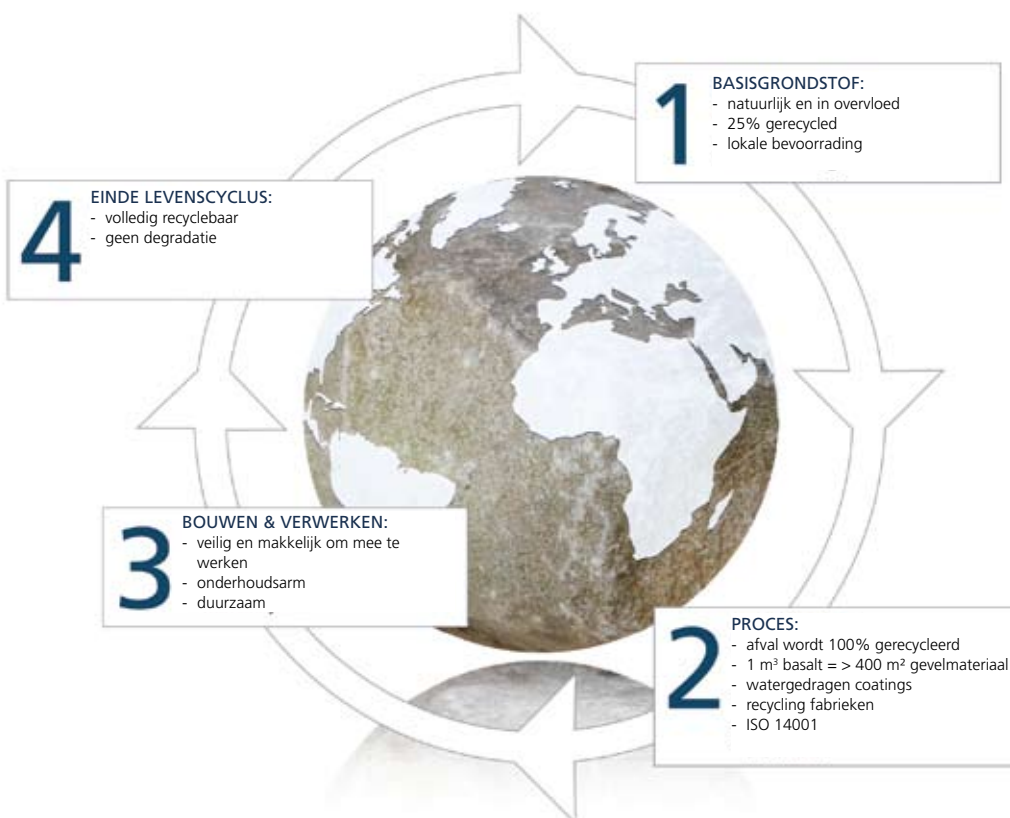 1
BASISGRONDSTOF:
- natuurlijk en in overvloed
- 25% gerecycled
- lokale bevoorrading
2
PROCES:
- afval wordt 100% gerecycleerd
- 1 m³ basalt = > 400 m² gevelmateriaal
- watergedragen coatings
- recycling fabrieken
- ISO 14001
3
BOUWEN & VERWERKEN:
- veilig en makkelijk om mee te
werken
- onderhoudsarm
- duurzaam
4
EINDE LEVENSCYCLUS:
- volledig recyclebaar
- geen degradatie